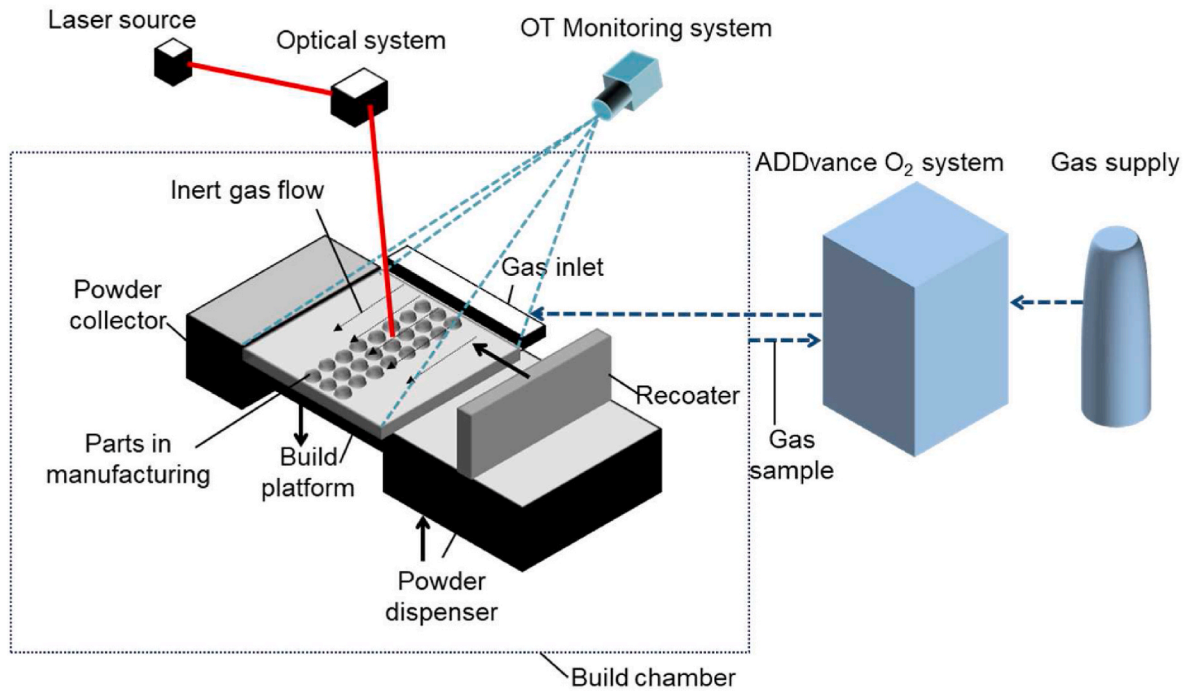 Laser source
Optical system
OT Monitoring system
ADDvance O₂ system
Gas supply
Inert gas flow
Gas inlet
Powder
collector
Recoater
Parts in
manufacturing
Build
platform
Gas
sample
Powder
dispenser
Build chamber